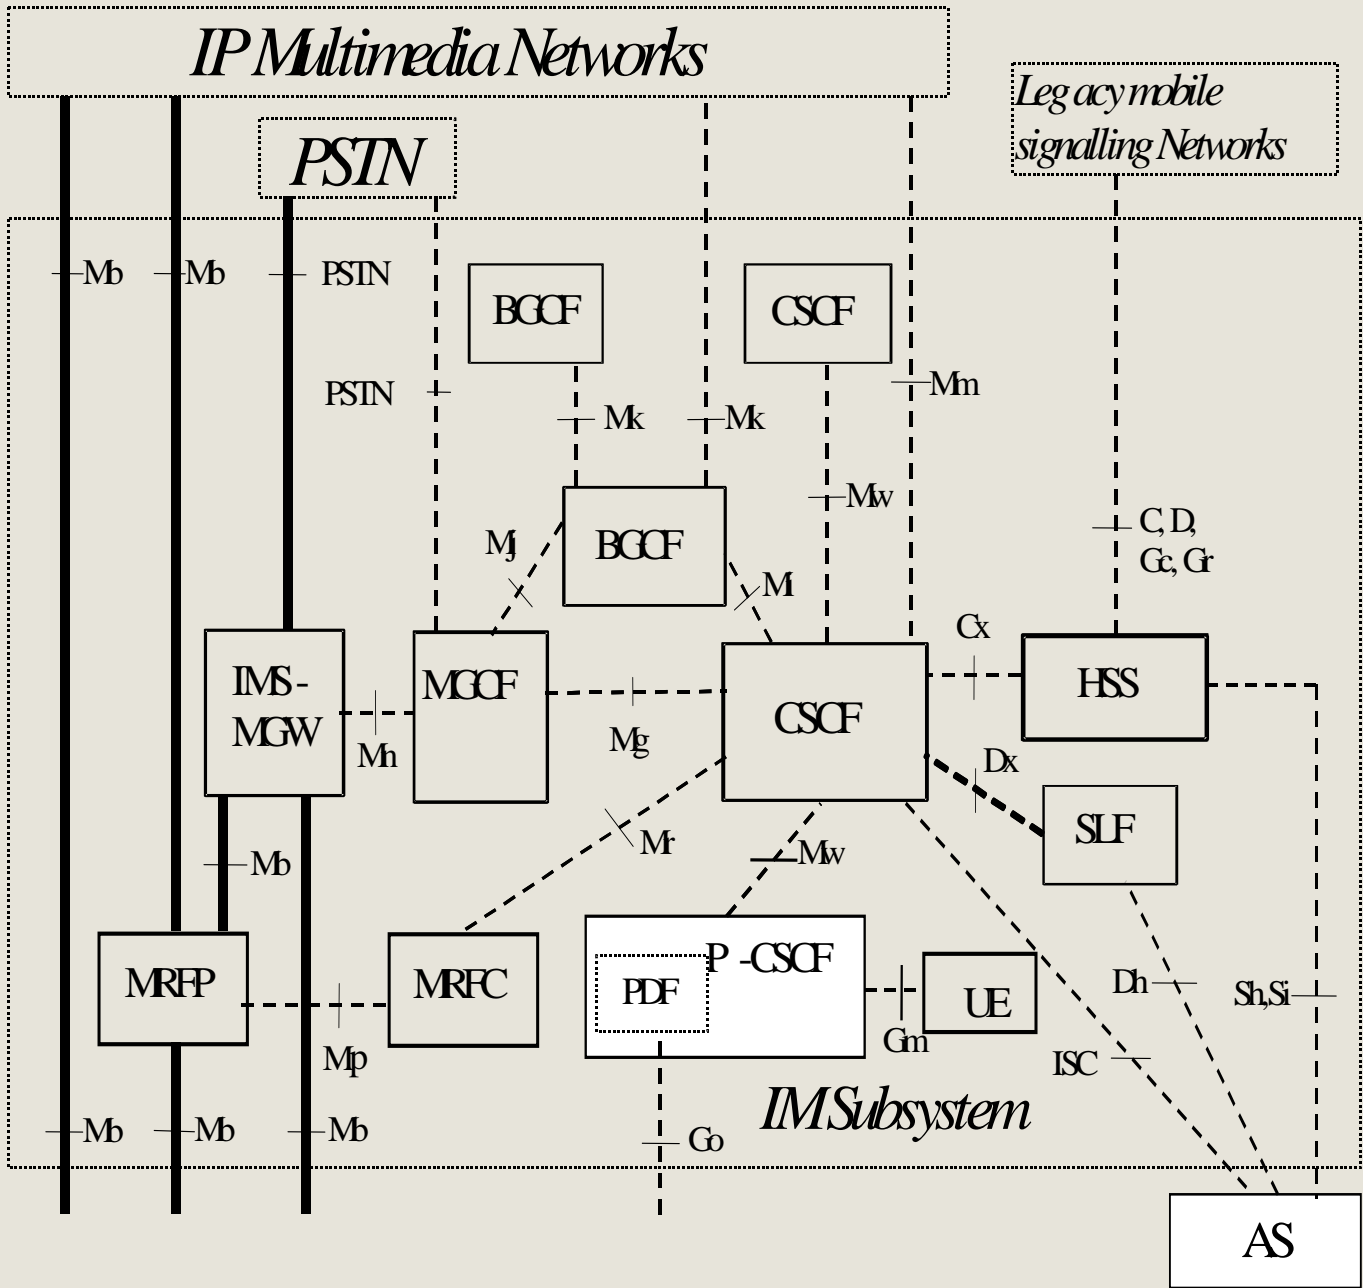 IP Multimedia Networks
Legacy mobile
signalling Networks
PSTN
Mb
Mb
PSTN
BGCF
CSCF
PSTN
Mm
Mk
Mk
Mw
C, D,
Gc, Gr
Mj
BGCF
Mi
Cx
IMS -
MGW
MGCF
HSS
CSCF
Mn
Mg
Dx
SLF
Mr
Mw
Mb
P -CSCF
MRFP
MRFC
PDF
UE
Dh
Sh,Si
Gm
Mp
ISC
IM Subsystem
Mb
Mb
Mb
Go
AS